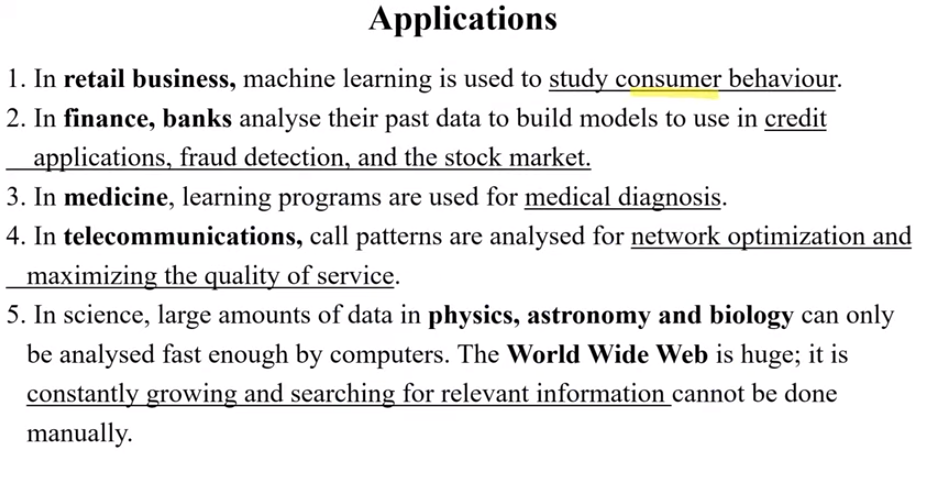 Applications
1. In retail business, machine learning is used to study consumer behaviour.
2. In finance, banks analyse their past data to build models to use in credit
applications, fraud detection, and the stock market.
3. In medicine, learning programs are used for medical diagnosis.
4. In telecommunications, call patterns are analysed for network optimization and
maximizing the quality of service.
5. In science, large amounts of data in physics, astronomy and biology can only
be analysed fast enough by computers. The World Wide Web is huge; it is
constantly growing and searching for relevant information cannot be done
manually.